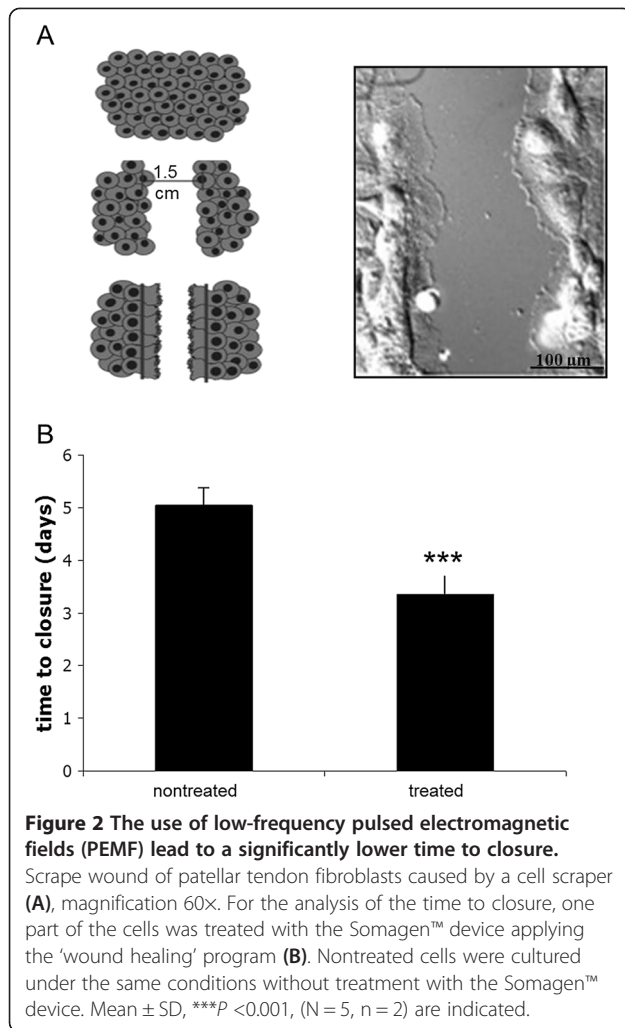 A
1.5
cm
100 µm
B
time to closure (days)
6
5
4
3
2
1
0
***
nontreated
treated
Figure 2 The use of low-frequency pulsed electromagnetic
fields (PEMF) lead to a significantly lower time to closure.
Scrape wound of patellar tendon fibroblasts caused by a cell scraper
(A), magnification 60×. For the analysis of the time to closure, one
part of the cells was treated with the Somagen™ device applying
the ‘wound healing’ program (B). Nontreated cells were cultured
under the same conditions without treatment with the Somagen™
device. Mean ± SD, ***P <0.001, (N = 5, n = 2) are indicated.